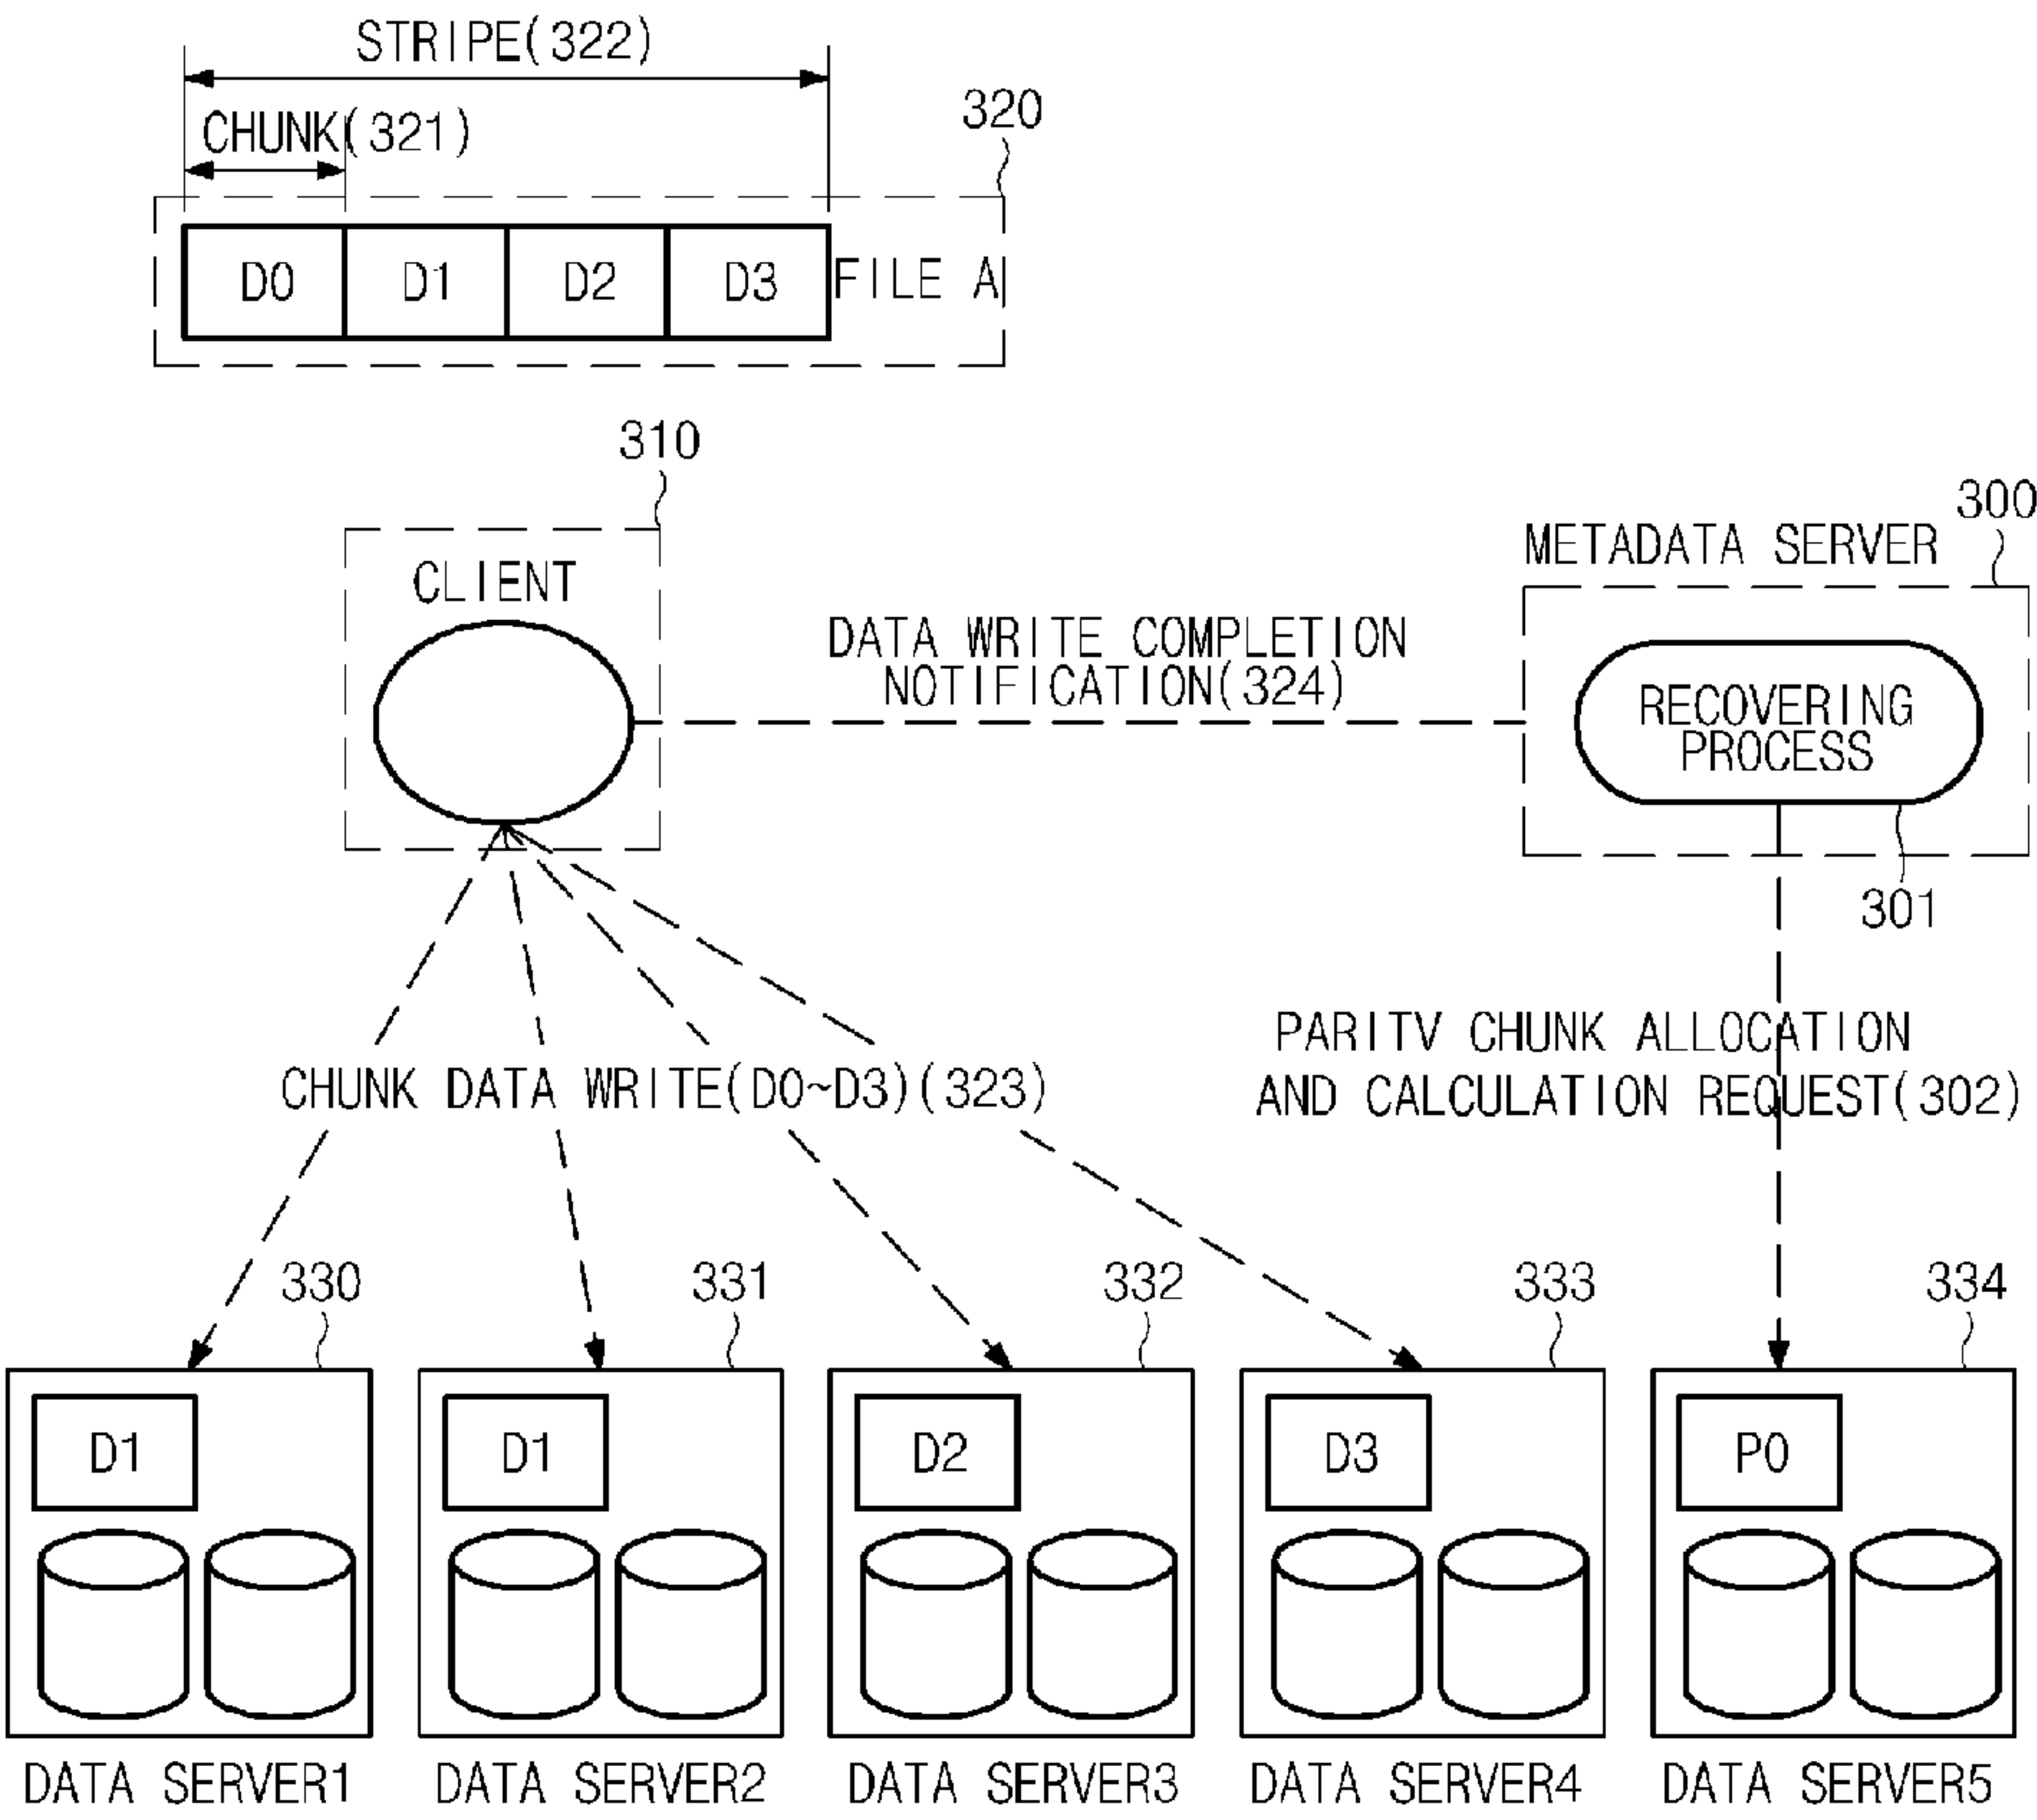 STRIPE(322)
CHUNK(321)
320
D0 D1 D2 D3 FILE A
310
300
METADATA SERVER
CLIENT
DATA WRITE COMPLETION
NOTIFICATION(324)
RECOVERING
PROCESS
301
PARITV CHUNK ALLOCATION
AND CALCULATION REQUEST(302)
CHUNK DATA WRITE(D0~D3)(323)
330 331 332 333 334
D1 D1 D2 D3 P0
DATA SERVER1 DATA SERVER2 DATA SERVER3 DATA SERVER4 DATA SERVER5